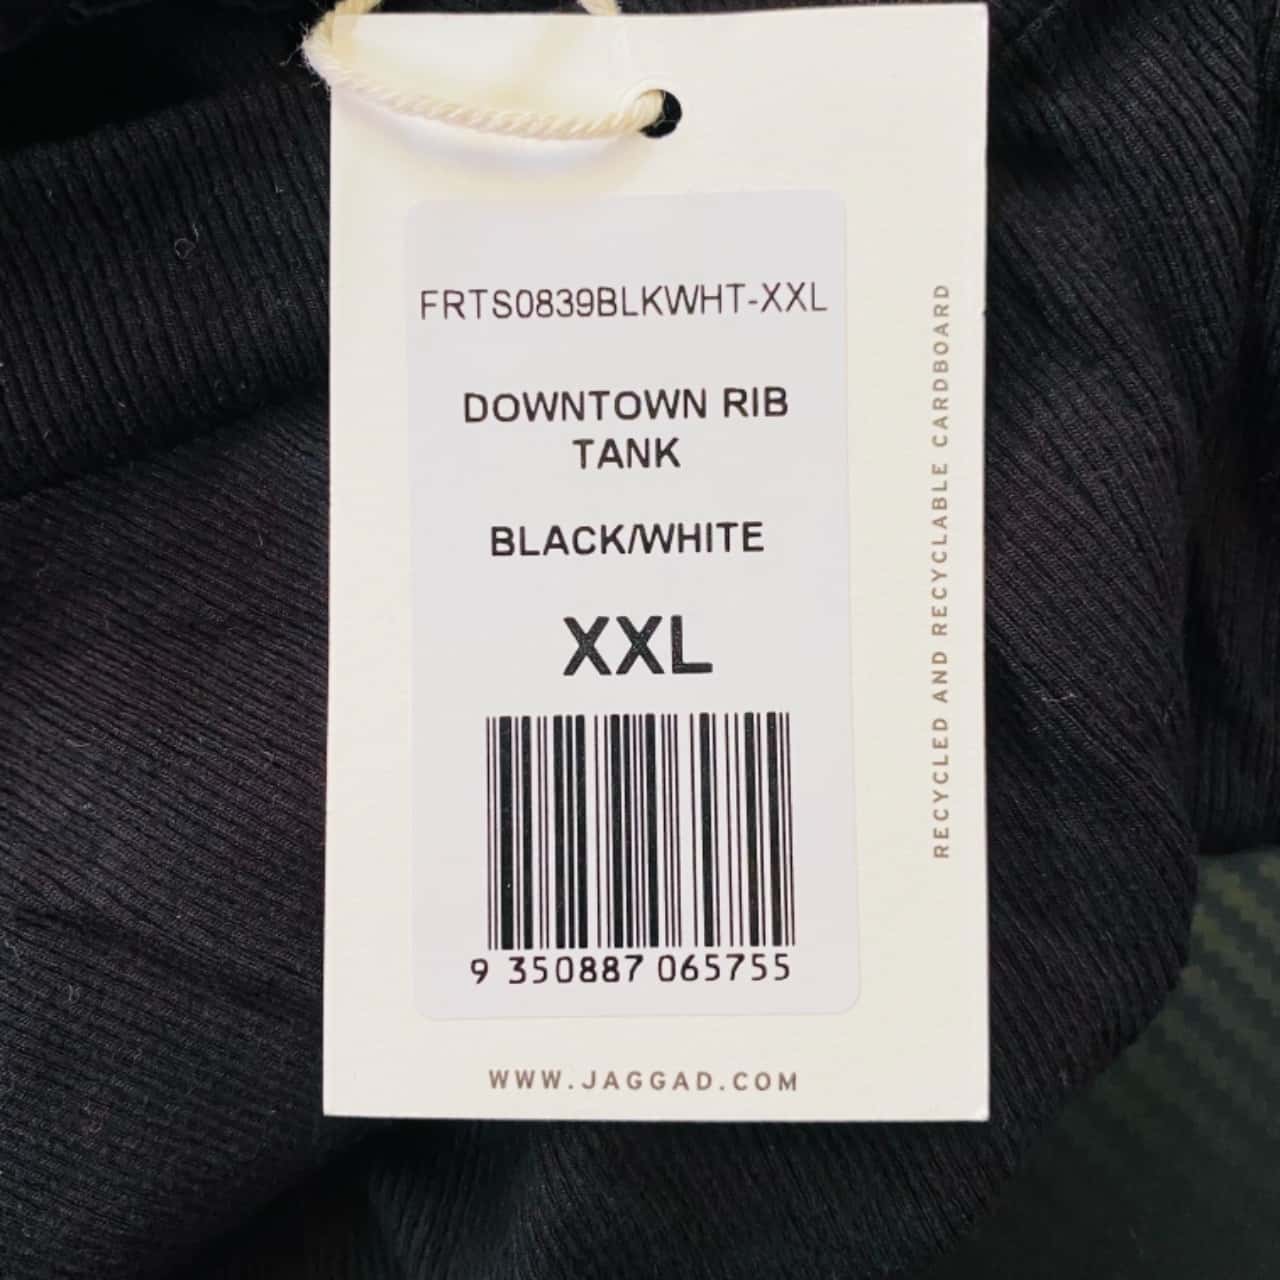 FRTS0839BLKWHT-XXL
DOWNTOWN RIB
TANK
BLACK/WHITE
XXL
9 350887 065755
WWW.JAGGAD.COM
RECYCLED AND RECYCLABLE CARDBOARD